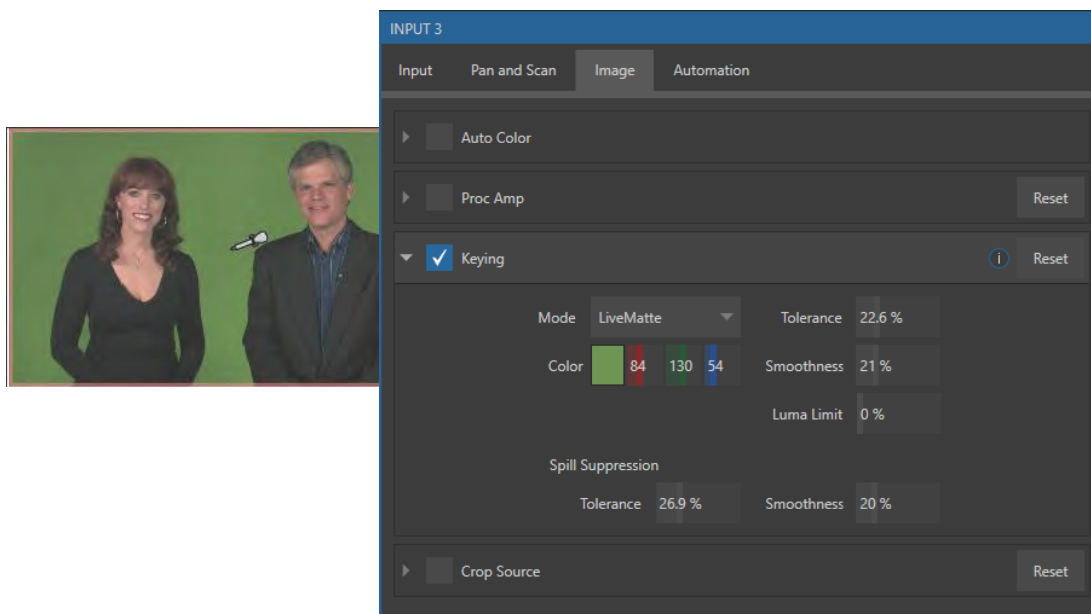 INPUT 3
Input Pan and Scan Image Automation
Auto Color
Proc Amp Reset
Keying i Reset
Mode LiveMatte Tolerance 22.6 %
Color 84 130 54 Smoothness 21 %
Luma Limit 0 %
Spill Suppression
Tolerance 26.9 % Smoothness 20 %
Crop Source Reset